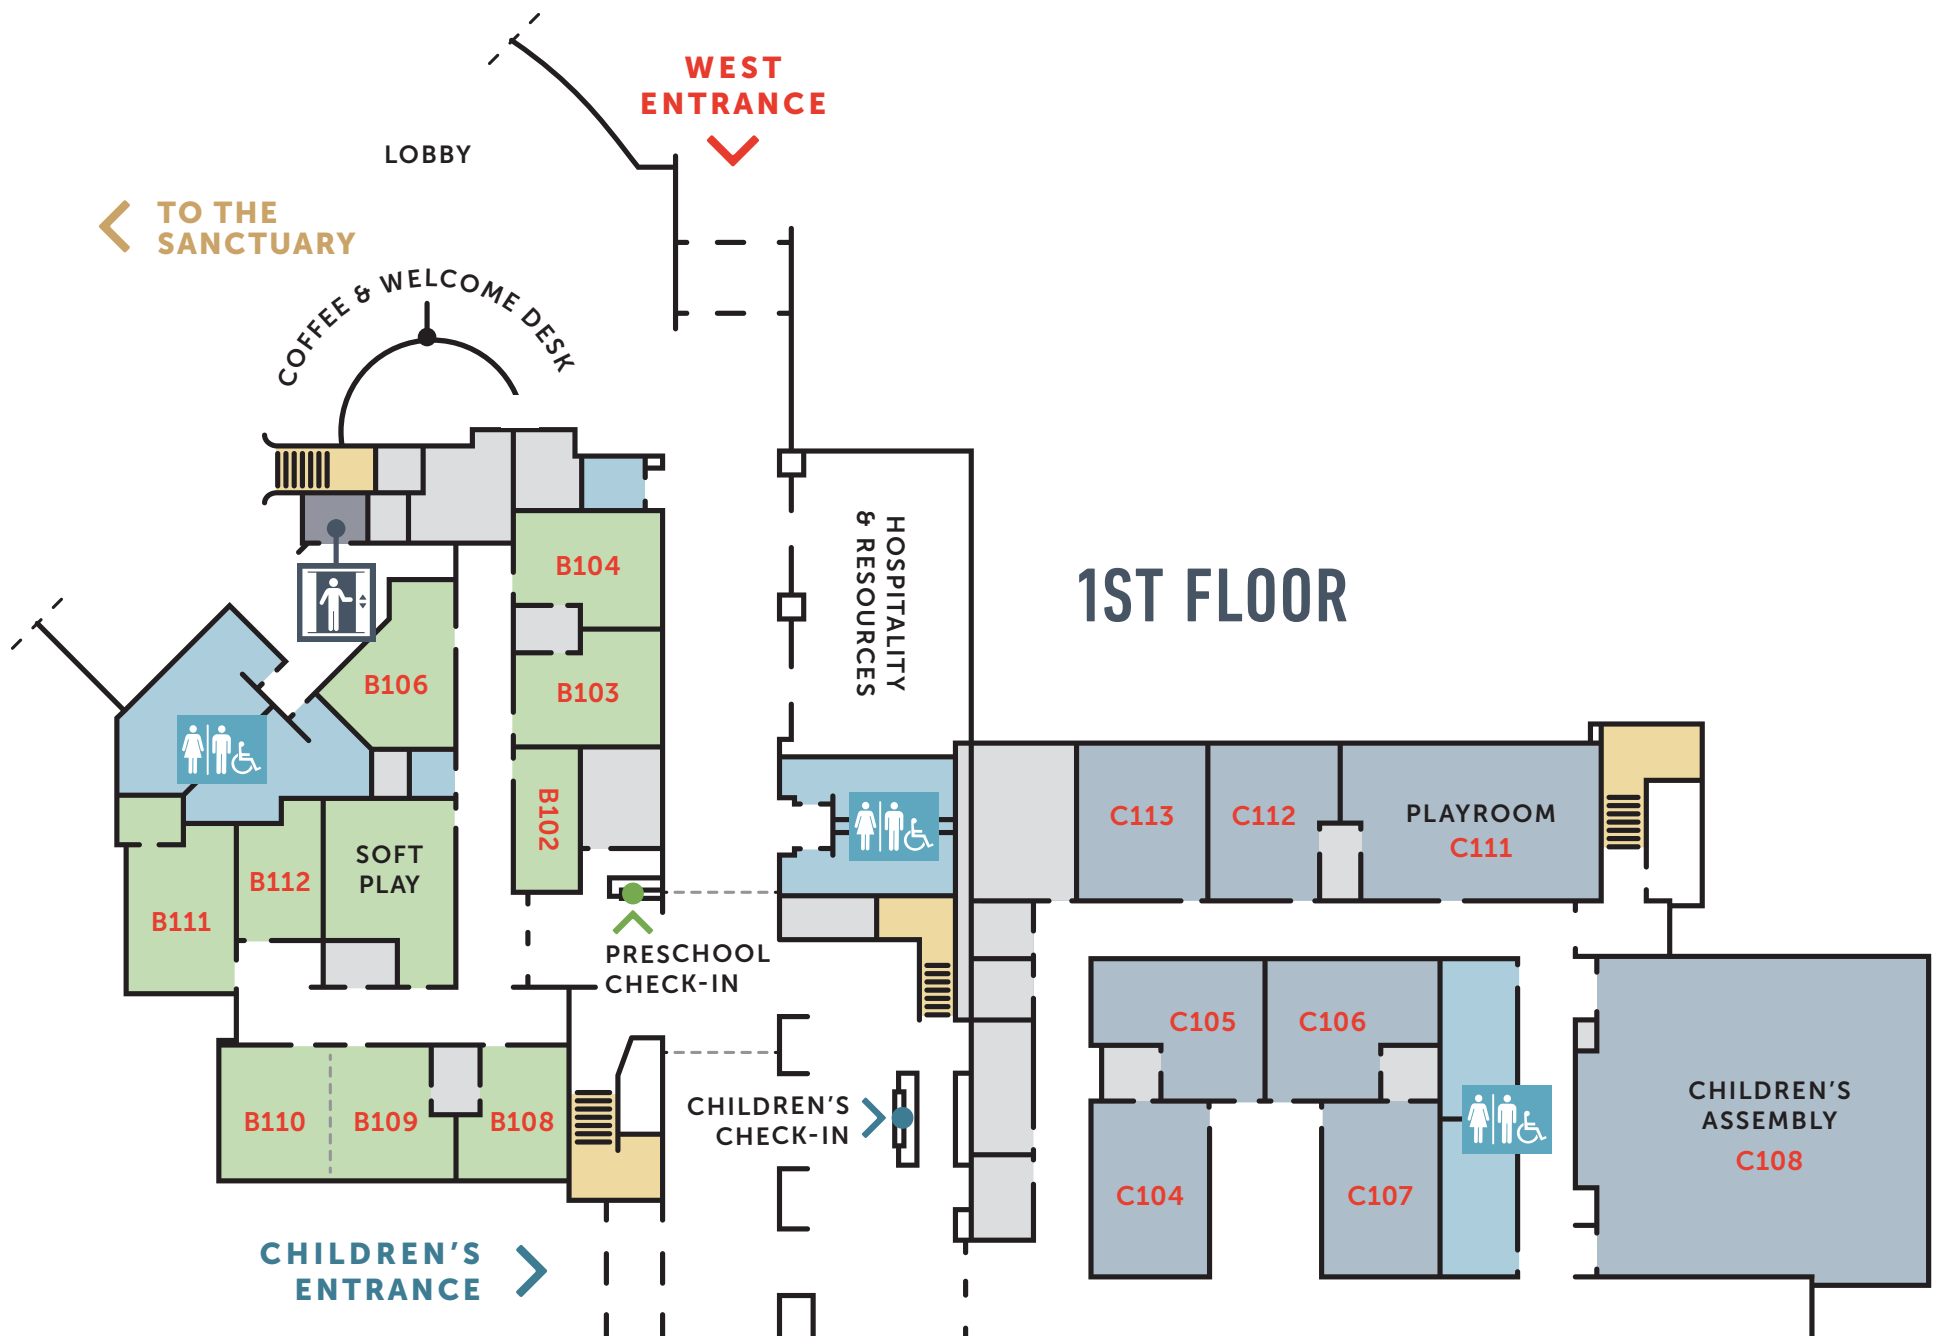 WEST
ENTRANCE
LOBBY
TO THE
SANCTUARY
COFFEE & WELCOME DESK
HOSPITALITY
& RESOURCES
1ST FLOOR
B104
B103
B106
B102
SOFT
PLAY
B112
B111
PRESCHOOL
CHECK-IN
C113
C112
PLAYROOM
C111
C105
C106
CHILDREN'S
CHECK-IN
B110
B109
B108
C104
C107
CHILDREN'S
ASSEMBLY
C108
CHILDREN'S
ENTRANCE